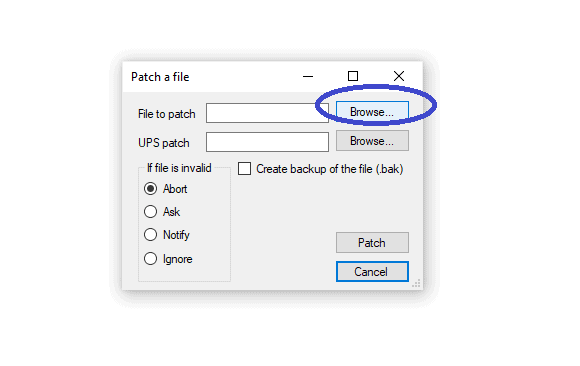 Patch a file
File to patch
Browse...
UPS patch
Browse...
If file is invalid
Create backup of the file (.bak)
Abort
Ask
Notify
Ignore
Patch
Cancel